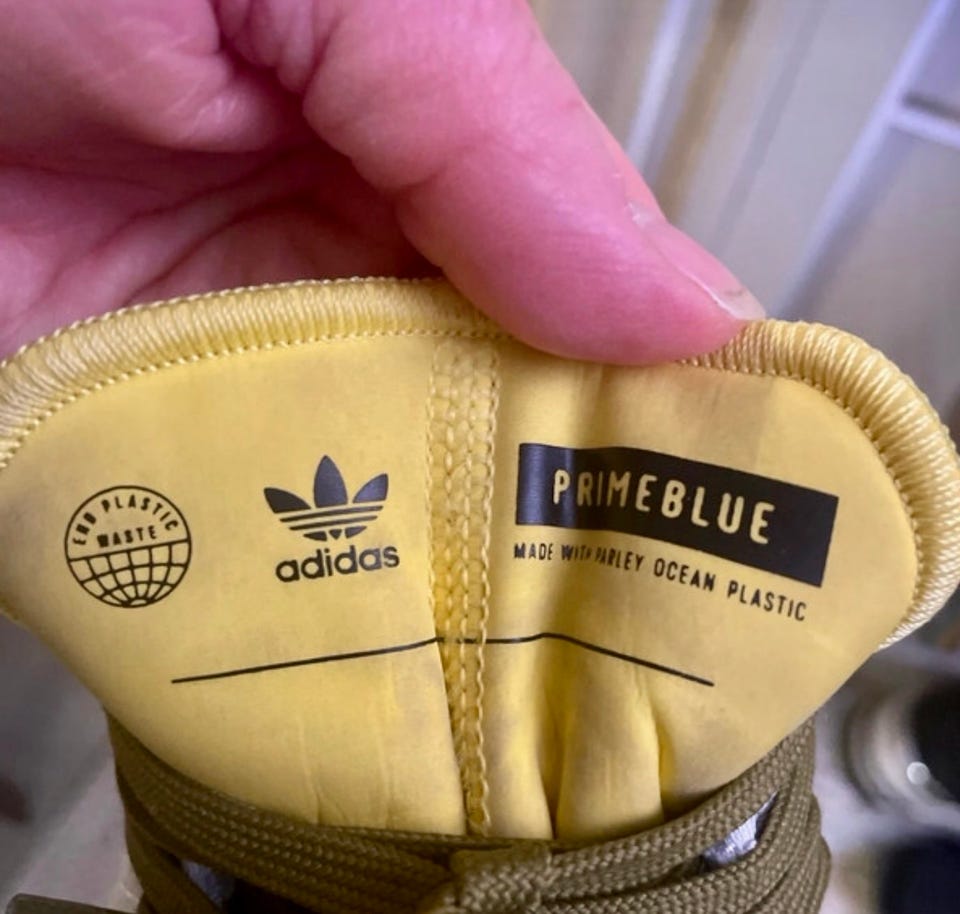 END PLASTIC
WASTE
adidas
PRIMEBLUE
MADE WITH PARLEY OCEAN PLASTIC